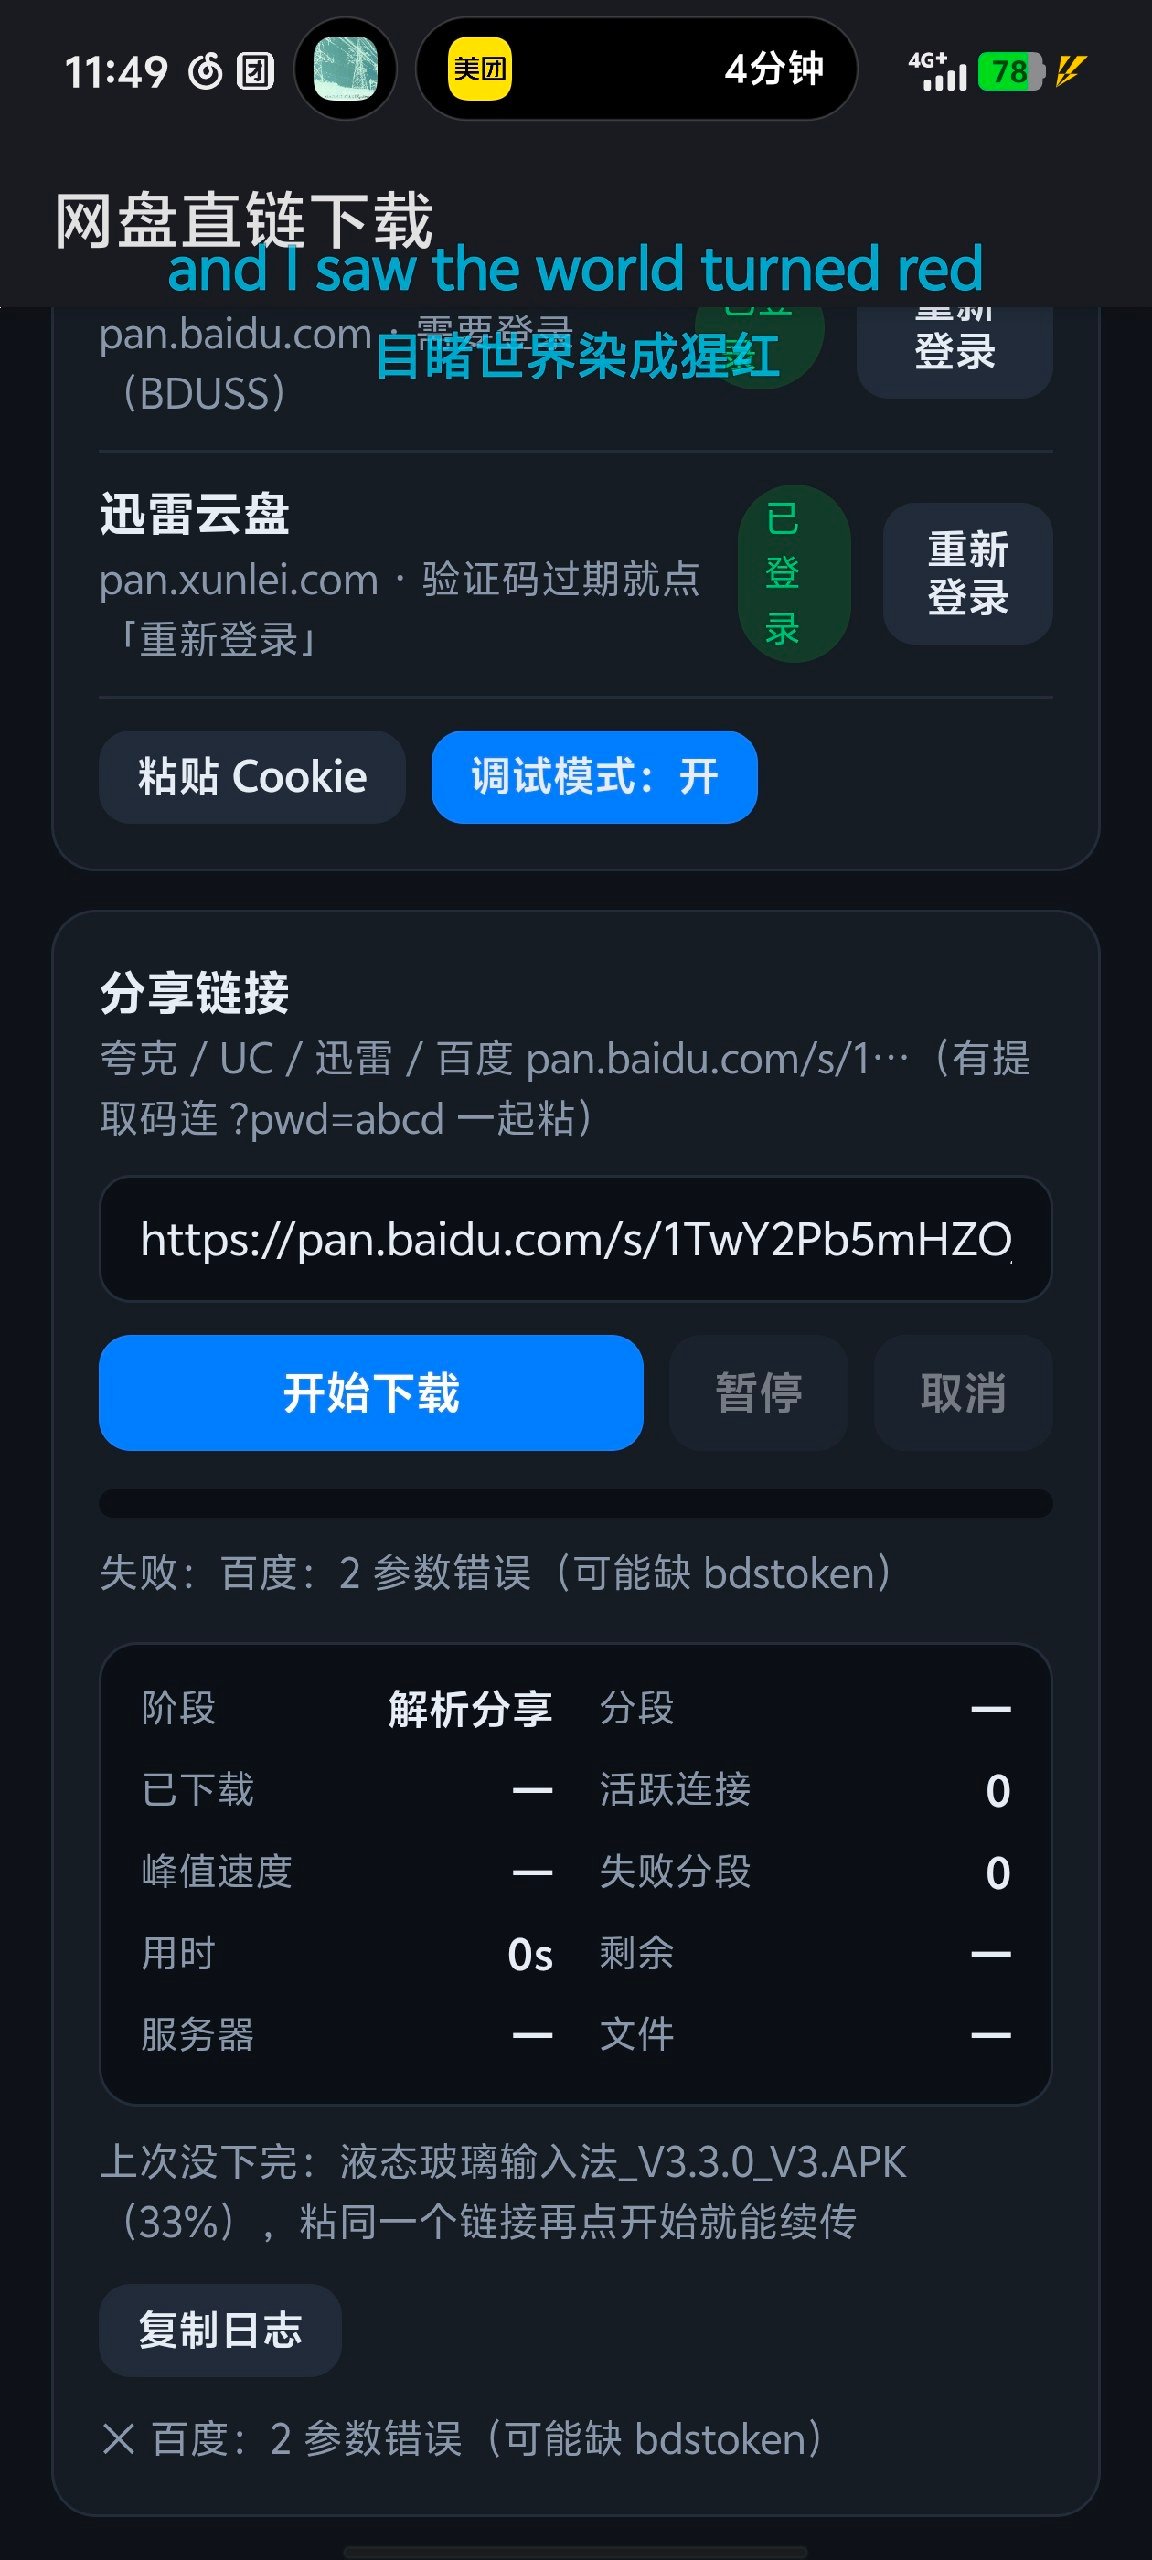 11:49
团
美团
4分钟
4G+
78
网盘直链下载
and I saw the world turned red
pan.baidu.com · 需要登录
(BDUSS)
已登
重新
登录
目睹世界染成猩红
迅雷云盘
pan.xunlei.com · 验证码过期就点
「重新登录」
已
登
录
重新
登录
粘贴 Cookie
调试模式：开
分享链接
夸克 / UC / 迅雷 / 百度 pan.baidu.com/s/1…（有提
取码连 ?pwd=abcd 一起粘）
https://pan.baidu.com/s/1TwY2Pb5mHZO
开始下载
暂停
取消
失败：百度：2 参数错误（可能缺 bdstoken）
阶段 解析分享 分段 —
已下载 — 活跃连接 0
峰值速度 — 失败分段 0
用时 0s 剩余 —
服务器 — 文件 —
上次没下完：液态玻璃输入法_V3.3.0_V3.APK
（33%），粘同一个链接再点开始就能续传
复制日志
✕ 百度：2 参数错误（可能缺 bdstoken）